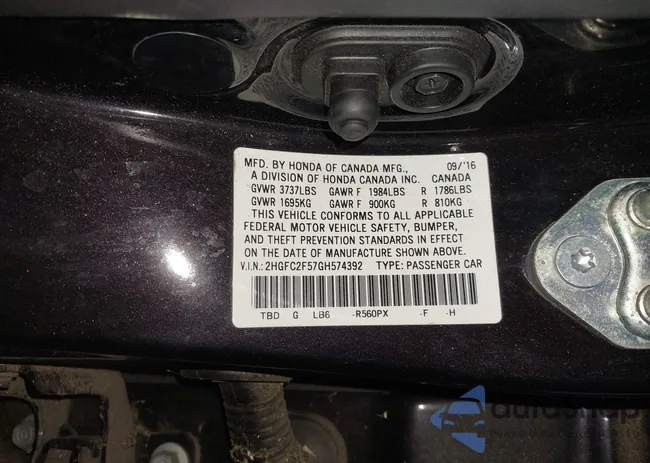 MFD. BY HONDA OF CANADA MFG., 09/'16
A DIVISION OF HONDA CANADA INC. CANADA
GVWR 3737LBS GAWR F 1984LBS R 1786LBS
GVWR 1695KG GAWR F 900KG R 810KG
THIS VEHICLE CONFORMS TO ALL APPLICABLE
FEDERAL MOTOR VEHICLE SAFETY, BUMPER,
AND THEFT PREVENTION STANDARDS IN EFFECT
ON THE DATE OF MANUFACTURE SHOWN ABOVE.
V.I.N.: 2HGFC2F57GH574392 TYPE: PASSENGER CAR
TBD G LB6 -R560PX -F -H
autoshop